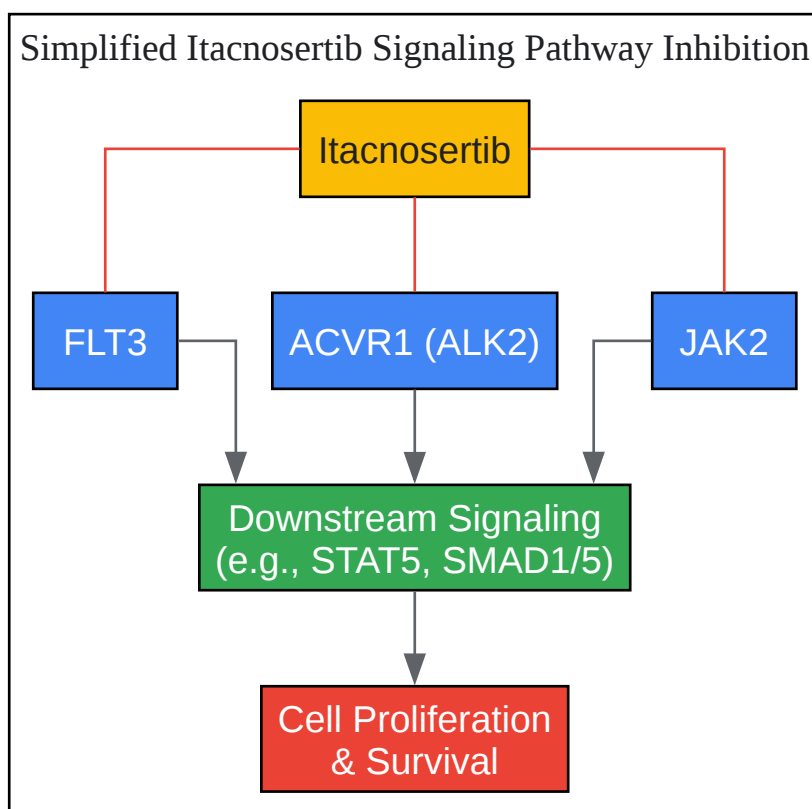 Simplified Itacnosertib Signaling Pathway Inhibition
Itacnosertib
FLT3
ACVR1 (ALK2)
JAK2
Downstream Signaling
(e.g., STAT5, SMAD1/5)
Cell Proliferation
& Survival